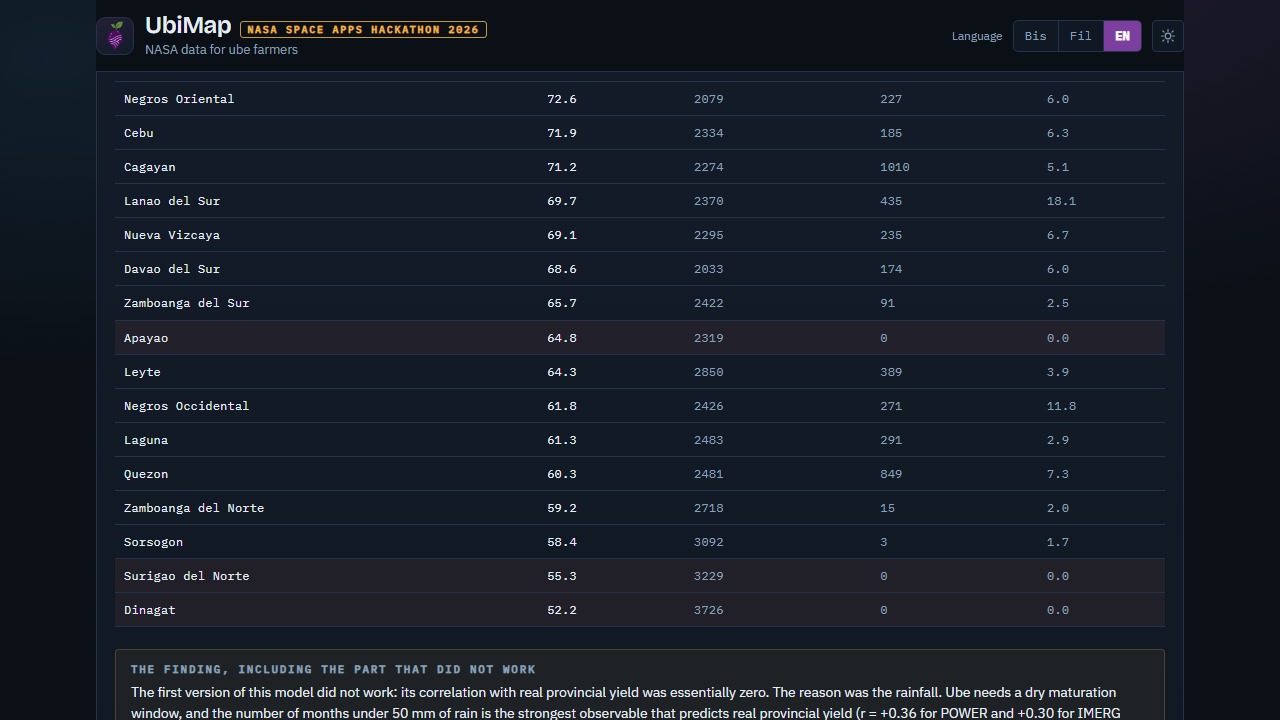 UbiMap NASA SPACE APPS HACKATHON 2026
NASA data for ube farmers
Language Bis Fil EN
Negros Oriental 72.6 2079 227 6.0
Cebu 71.9 2334 185 6.3
Cagayan 71.2 2274 1010 5.1
Lanao del Sur 69.7 2370 435 18.1
Nueva Vizcaya 69.1 2295 235 6.7
Davao del Sur 68.6 2033 174 6.0
Zamboanga del Sur 65.7 2422 91 2.5
Apayao 64.8 2319 0 0.0
Leyte 64.3 2850 389 3.9
Negros Occidental 61.8 2426 271 11.8
Laguna 61.3 2483 291 2.9
Quezon 60.3 2481 849 7.3
Zamboanga del Norte 59.2 2718 15 2.0
Sorsogon 58.4 3092 3 1.7
Surigao del Norte 55.3 3229 0 0.0
Dinagat 52.2 3726 0 0.0
THE FINDING, INCLUDING THE PART THAT DID NOT WORK
The first version of this model did not work: its correlation with real provincial yield was essentially zero. The reason was the rainfall. Ube needs a dry maturation
window, and the number of months under 50 mm of rain is the strongest observable that predicts real provincial yield (r = +0.36 for POWER and +0.30 for IMERG